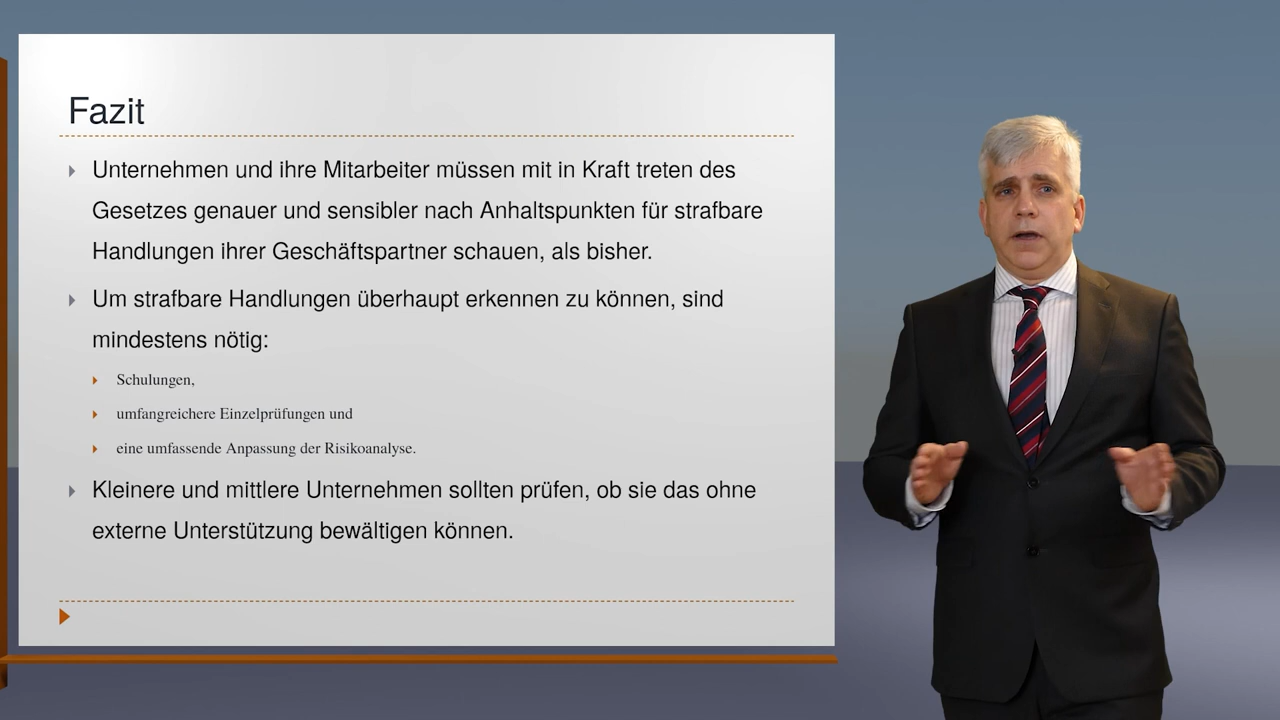 Fazit
Unternehmen und ihre Mitarbeiter müssen mit in Kraft treten des
Gesetzes genauer und sensibler nach Anhaltspunkten für strafbare
Handlungen ihrer Geschäftspartner schauen, als bisher.
Um strafbare Handlungen überhaupt erkennen zu können, sind
mindestens nötig:
Schulungen,
umfangreichere Einzelprüfungen und
eine umfassende Anpassung der Risikoanalyse.
Kleinere und mittlere Unternehmen sollten prüfen, ob sie das ohne
externe Unterstützung bewältigen können.